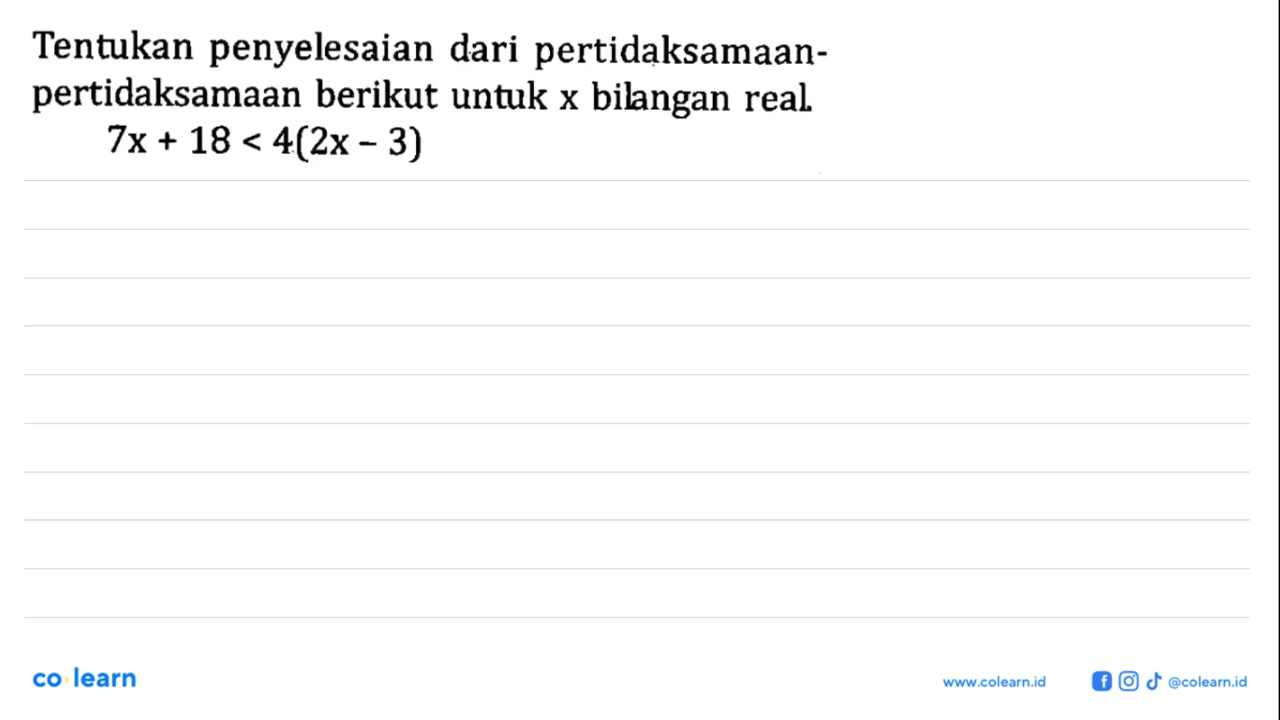 Tentukan penyelesaian dari pertidaksamaan-
pertidaksamaan berikut untuk x bilangan real.
7x + 18 < 4(2x – 3)
co learn
www.colearn.id @colearn.id